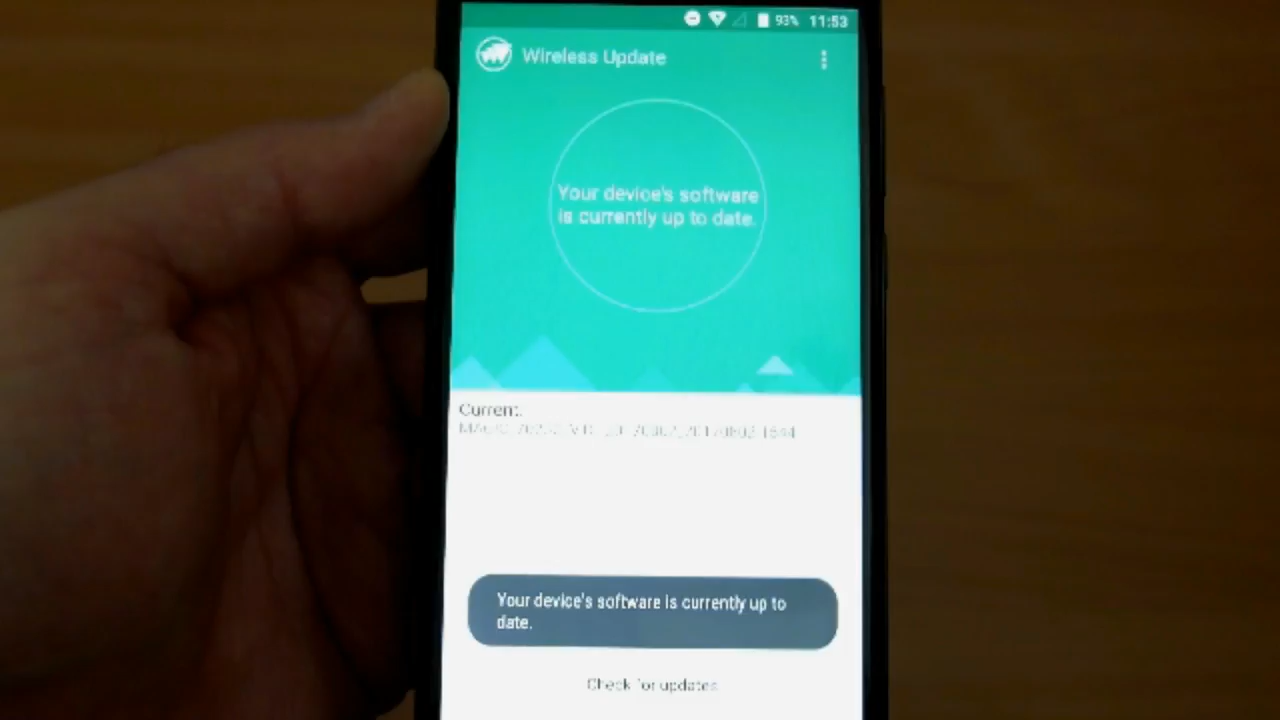 93% 11:53
Wireless Update
Your device's software
is currently up to date.
Current:
Your device's software is currently up to
date.
Check for updates